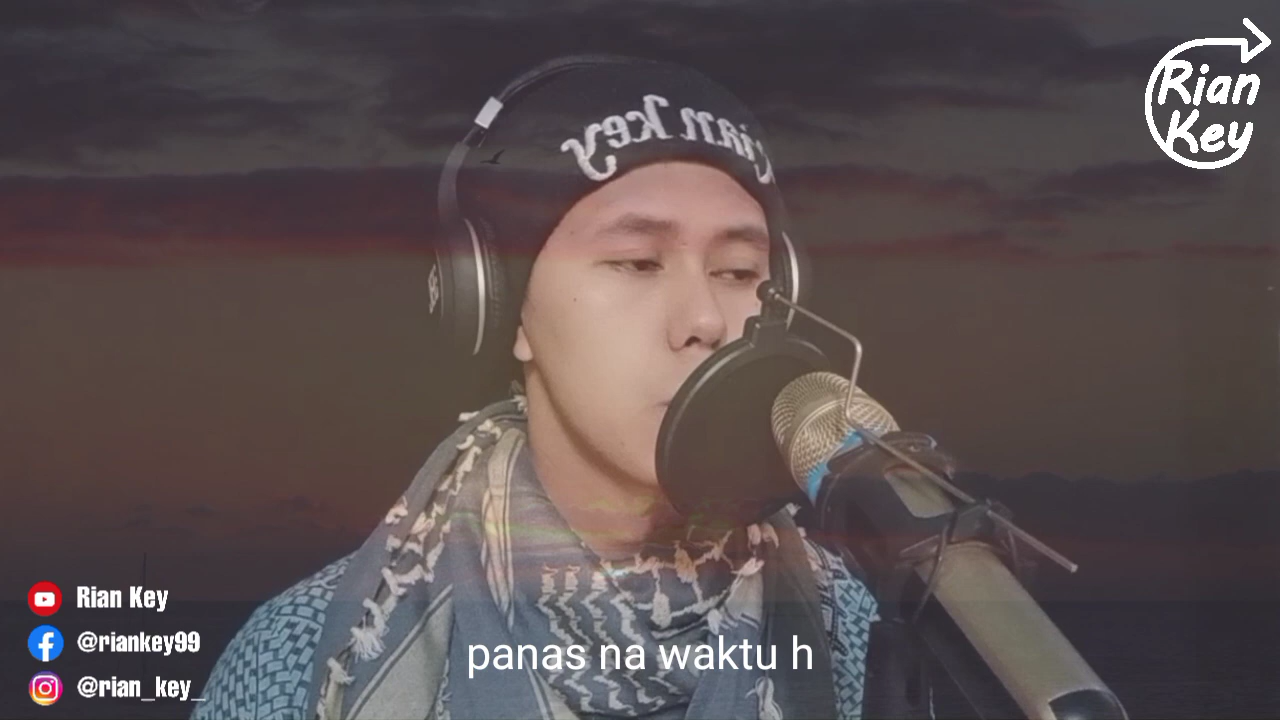 Rian
Key
Rian key
Rian Key
@riankey99
@rian_key_
panas na waktu h